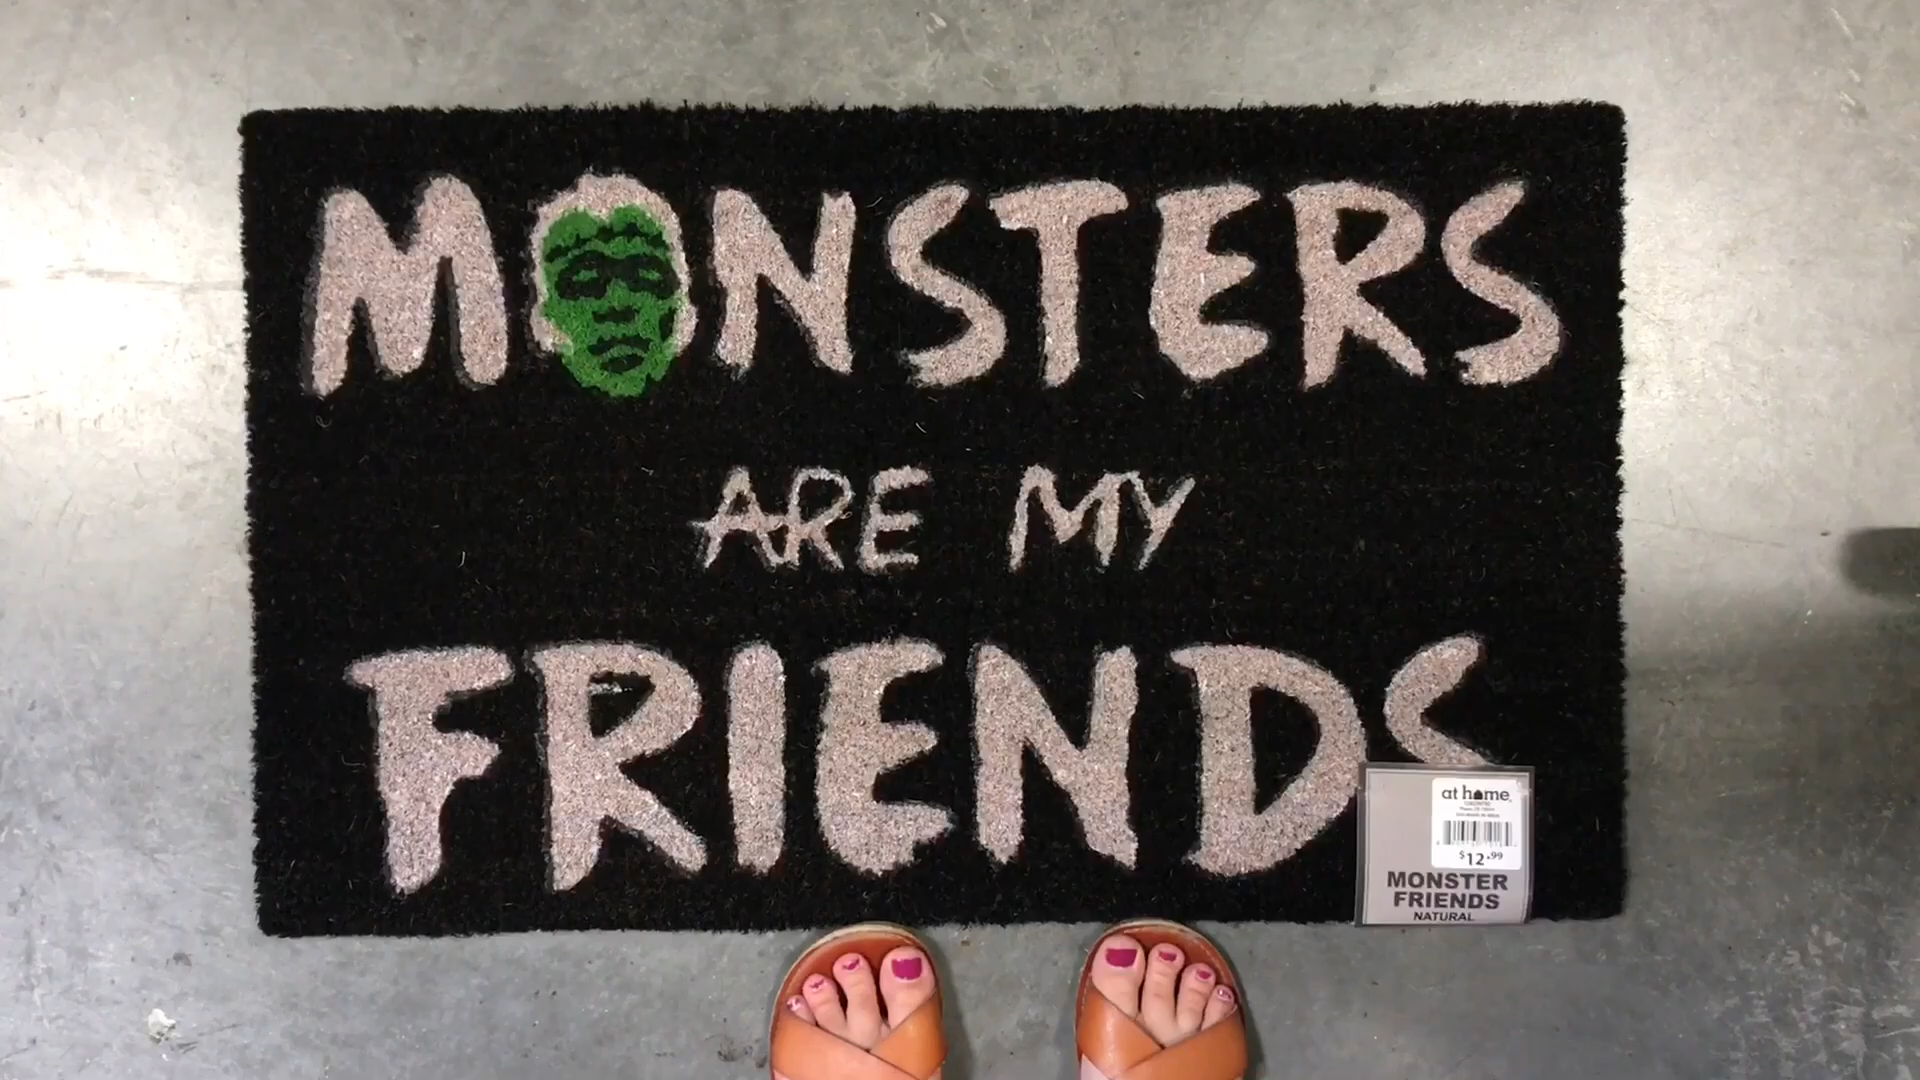 MONSTERS
ARE MY
FRIENDS
at home
$12.99
MONSTER
FRIENDS
NATURAL